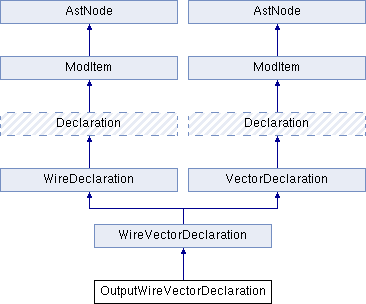 AstNode
AstNode
ModItem
ModItem
Declaration
Declaration
WireDeclaration
VectorDeclaration
WireVectorDeclaration
OutputWireVectorDeclaration